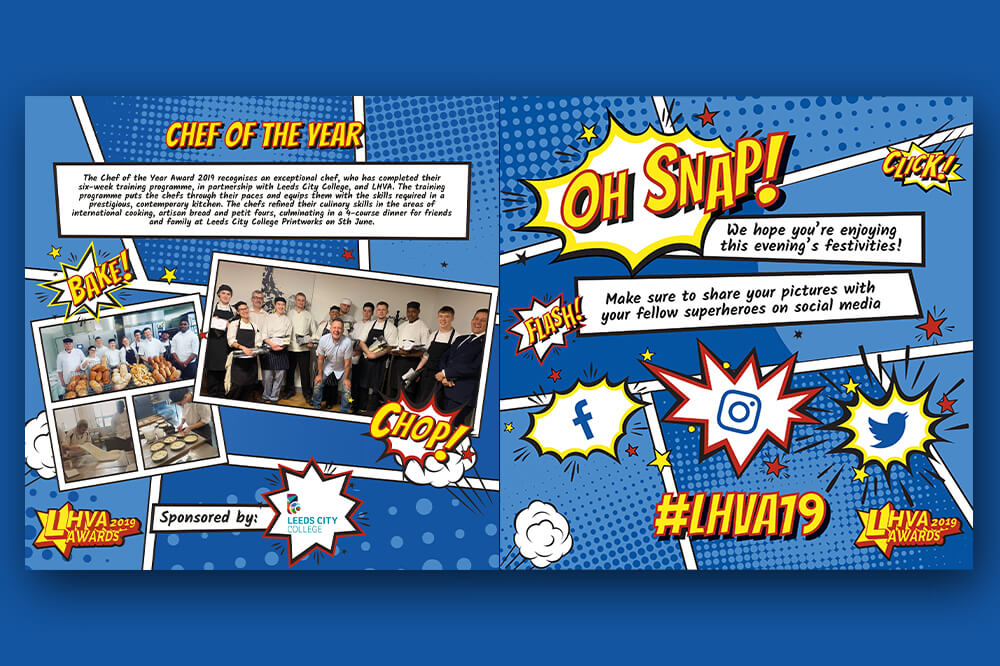 CHEF OF THE YEAR
The Chef of the Year Award 2019 recognises an exceptional chef, who has completed their
six-week training programme, in partnership with Leeds City College, and LHVA. The training
programme puts the chefs through their paces and equips them with the skills required in a
prestigious, contemporary kitchen. The chefs refined their culinary skills in the areas of
international cooking, artisan bread and petit fours, culminating in a 4-course dinner for friends
and family at Leeds City College Printworks on 5th June.
BAKE!
CHOP!
Sponsored by:
LEEDS CITY
COLLEGE
LHVA 2019
AWARDS
OH SNAP!
CLICK!
We hope you're enjoying
this evening's festivities!
FLASH!
Make sure to share your pictures with
your fellow superheroes on social media
#LHVA19
LHVA 2019
AWARDS